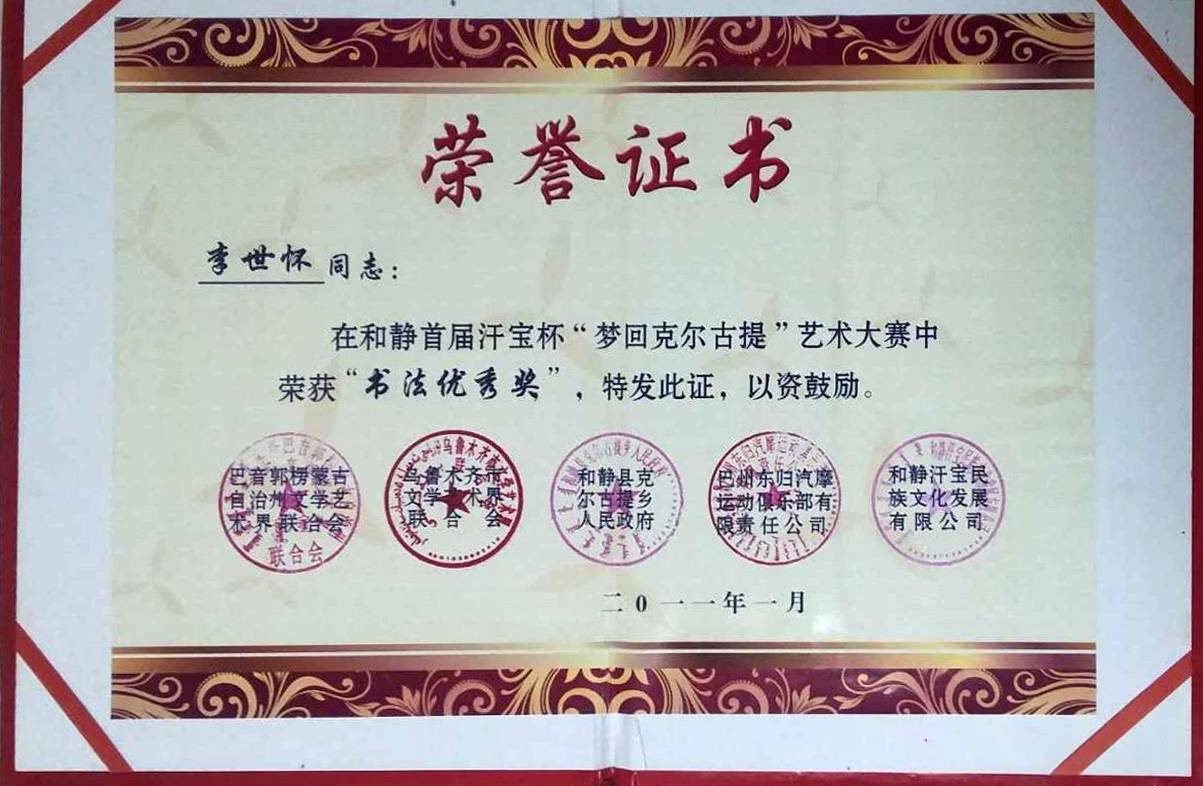 荣誉证书
李世怀同志：
在和静首届汗宝杯“梦回克尔古提”艺术大赛中
荣获“书法优秀奖”，特发此证，以资鼓励。
巴音郭楞蒙古
自治州文学艺
术界联合会
联合会
乌鲁木齐市
文学艺术界
联合会
和静县克
尔古提乡
人民政府
巴州东归汽摩
运动俱乐部有
限责任公司
和静汗宝民
族文化发展
有限公司
二0一一年一月